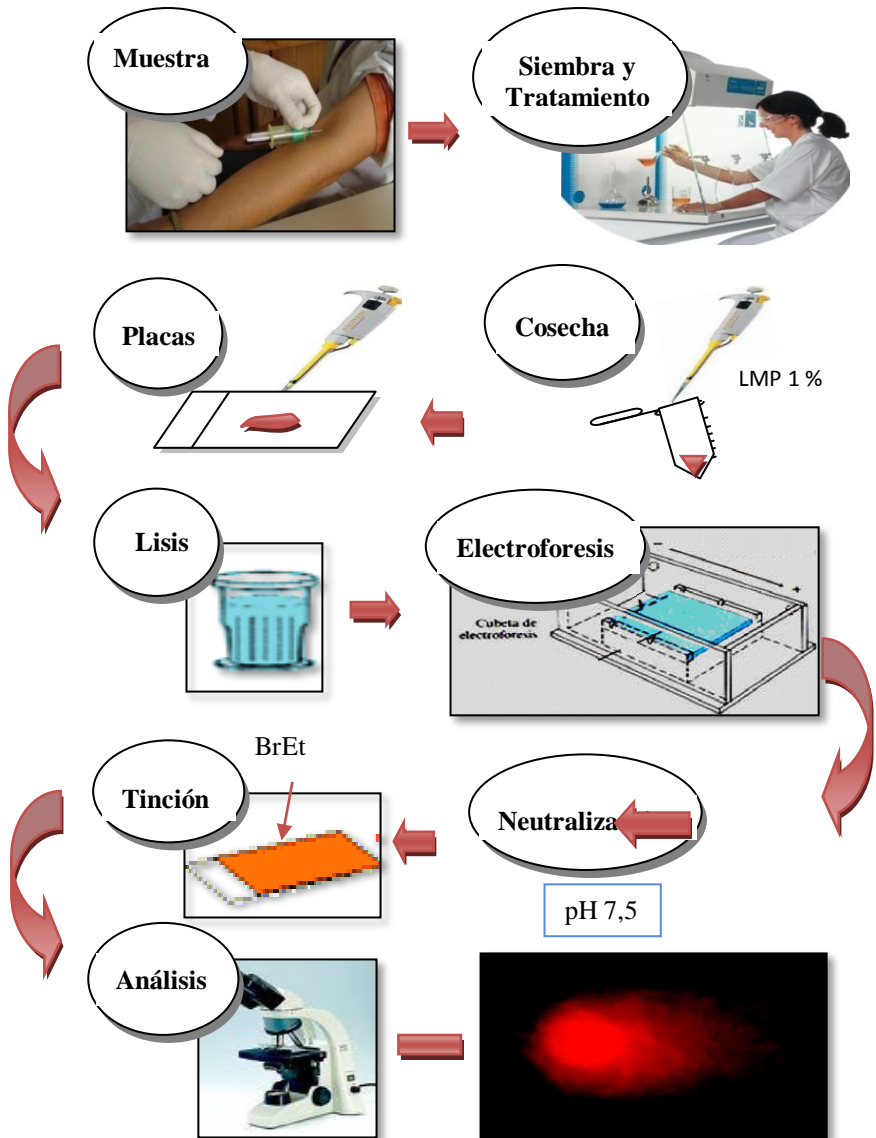 Muestra
Siembra y
Tratamiento
Placas
Cosecha
LMP 1 %
Lisis
Electroforesis
-
+
Cubeta de
electroforesis
BrEt
Tinción
Neutraliza
pH 7,5
Análisis